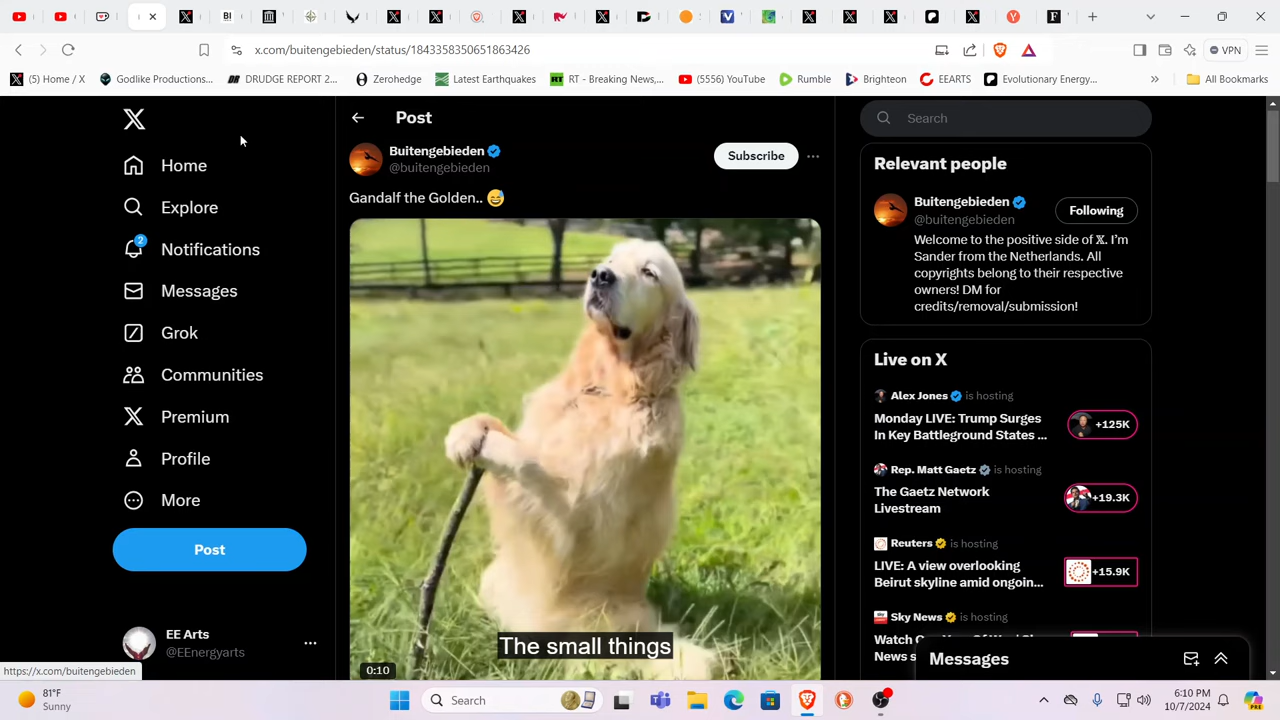 x.com/buitengebieden/status/1843358350651863426
VPN
(5) Home / X
Godlike Productions...
DRUDGE REPORT 2...
Zerohedge
Latest Earthquakes
RT - Breaking News,...
(5556) YouTube
Rumble
Brighteon
EEARTS
Evolutionary Energy...
All Bookmarks
Home
Explore
2
Notifications
Messages
Grok
Communities
Premium
Profile
More
Post
EE Arts
@EEnergyarts
https://x.com/buitengebieden
Post
Buitengebieden
@buitengebieden
Subscribe
Gandalf the Golden.. 😅
The small things
0:10
Search
Relevant people
Buitengebieden
@buitengebieden
Following
Welcome to the positive side of 𝕏. I'm
Sander from the Netherlands. All
copyrights belong to their respective
owners! DM for
credits/removal/submission!
Live on X
Alex Jones is hosting
Monday LIVE: Trump Surges
In Key Battleground States ...
+125K
Rep. Matt Gaetz is hosting
The Gaetz Network
Livestream
+19.3K
Reuters is hosting
LIVE: A view overlooking
Beirut skyline amid ongoin...
+15.9K
Sky News is hosting
News s
Messages
81°F
Sunny
Search
6:10 PM
10/7/2024